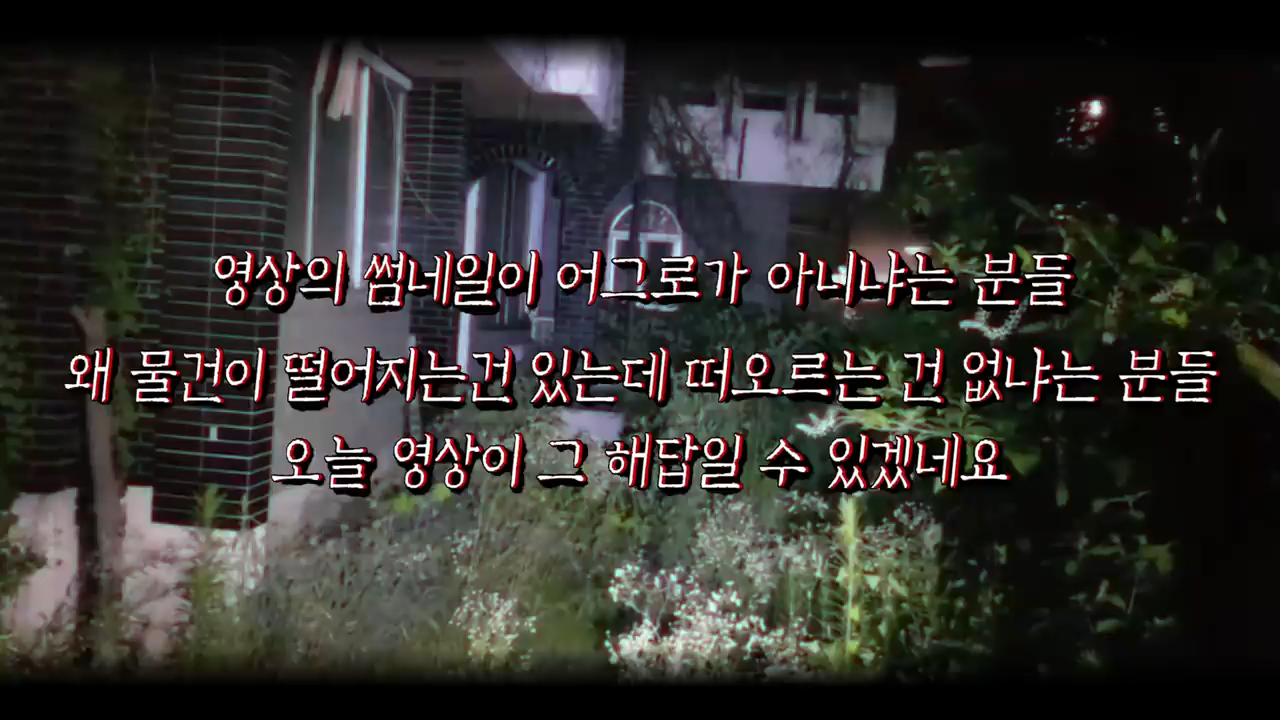 영상의 썸네일이 어그로가 아니냐는 분들
왜 물건이 떨어지는건 있는데 떠오르는 건 없냐는 분들
오늘 영상이 그 해답일 수 있겠네요